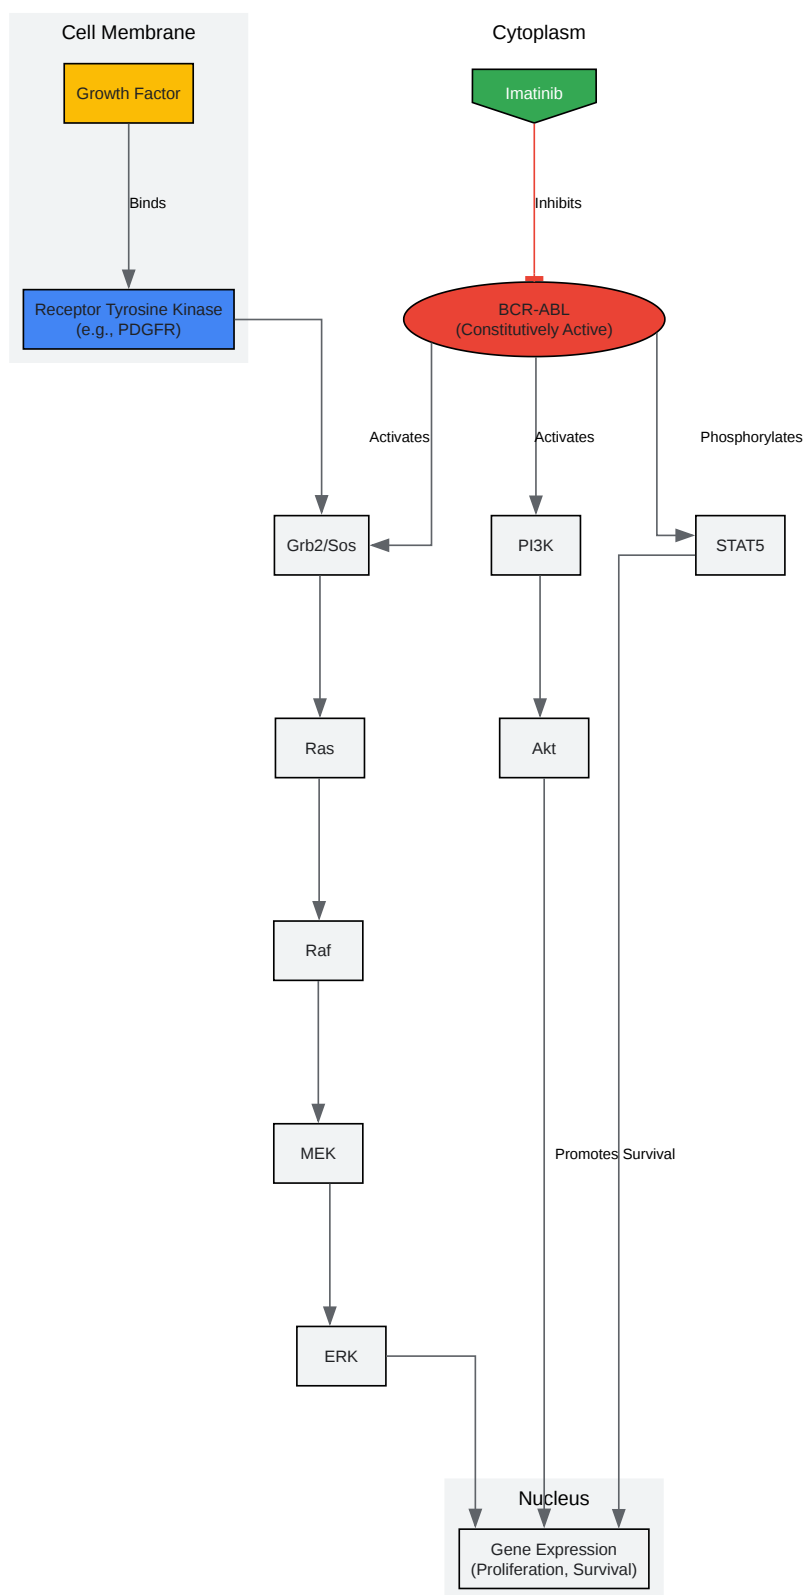 Cell Membrane
Cytoplasm
Growth Factor
Imatinib
Binds
Inhibits
Receptor Tyrosine Kinase
(e.g., PDGFR)
BCR-ABL
(Constitutively Active)
Activates
Activates
Phosphorylates
Grb2/Sos
PI3K
STAT5
Ras
Akt
Raf
MEK
Promotes Survival
ERK
Nucleus
Gene Expression
(Proliferation, Survival)